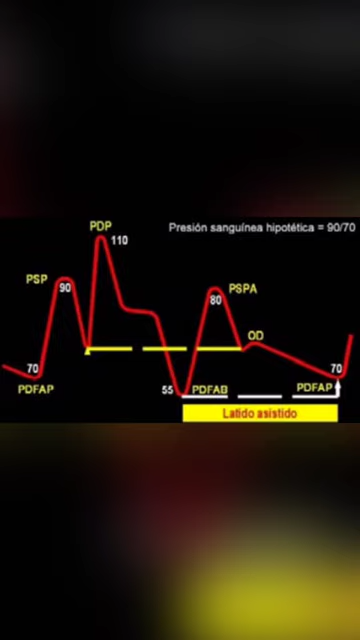 PDP
110
Presión sanguínea hipotética = 90/70
PSP
90
PSPA
80
OD
70
PDFAP
55
PDFAB
PDFAP
70
Latido asistido